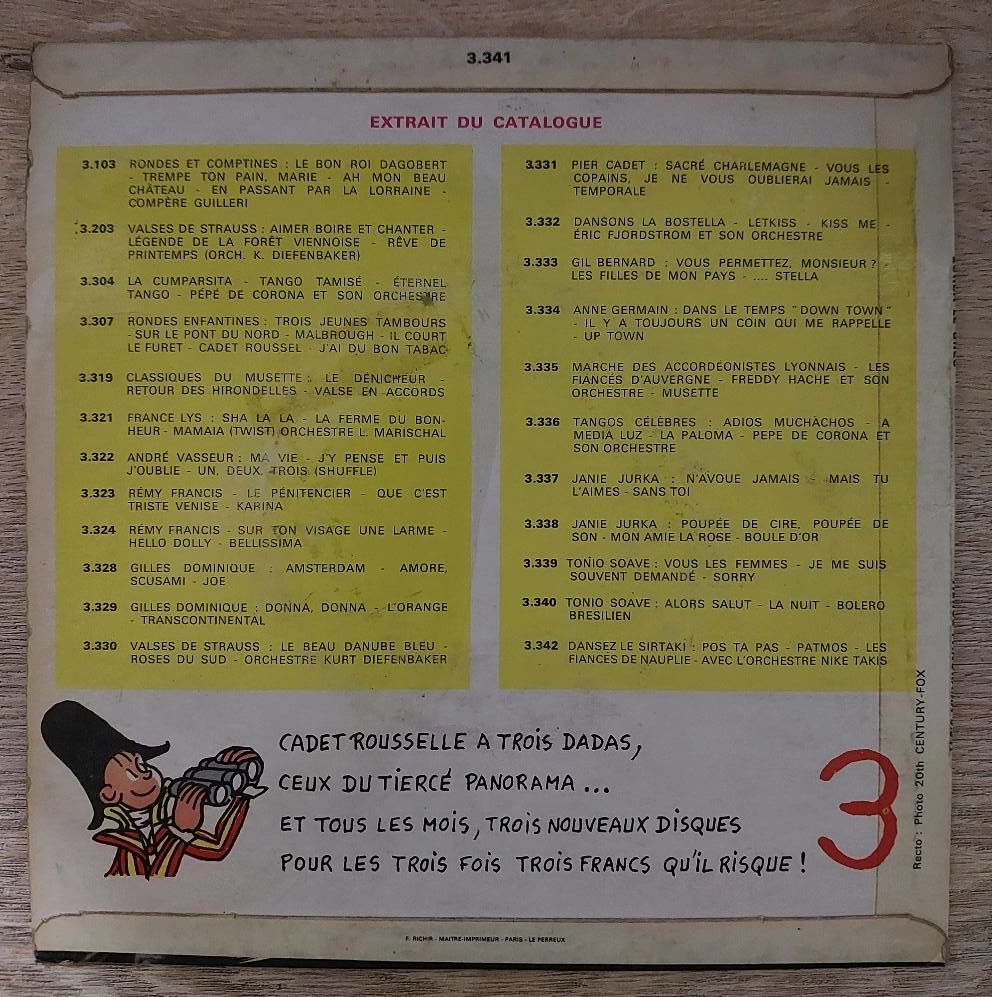 3.341
EXTRAIT DU CATALOGUE
3.103 RONDES ET COMPTINES : LE BON ROI DAGOBERT
- TREMPE TON PAIN, MARIE - AH MON BEAU
CHÂTEAU - EN PASSANT PAR LA LORRAINE -
COMPÈRE GUILLERI
3.203 VALSES DE STRAUSS : AIMER BOIRE ET CHANTER -
LÉGENDE DE LA FORÊT VIENNOISE - RÊVE DE
PRINTEMPS (ORCH. K. DIEFENBAKER)
3.304 LA CUMPARSITA - TANGO TAMISÉ - ÉTERNEL
TANGO - PÉPÉ DE CORONA ET SON ORCHESTRE
3.307 RONDES ENFANTINES : TROIS JEUNES TAMBOURS
- SUR LE PONT DU NORD - MALBROUGH - IL COURT
LE FURET - CADET ROUSSEL - J'AI DU BON TABAC
3.319 CLASSIQUES DU MUSETTE : LE DÉNICHEUR -
RETOUR DES HIRONDELLES - VALSE EN ACCORDS
3.321 FRANCE LYS : SHA LA LA - LA FERME DU BON-
HEUR - MAMAIA (TWIST) ORCHESTRE L. MARISCHAL
3.322 ANDRÉ VASSEUR : MA VIE - J'Y PENSE ET PUIS
J'OUBLIE - UN, DEUX, TROIS (SHUFFLE)
3.323 RÉMY FRANCIS - LE PÉNITENCIER - QUE C'EST
TRISTE VENISE - KARINA
3.324 RÉMY FRANCIS - SUR TON VISAGE UNE LARME -
HELLO DOLLY - BELLISSIMA
3.328 GILLES DOMINIQUE : AMSTERDAM - AMORE,
SCUSAMI - JOE
3.329 GILLES DOMINIQUE : DONNA, DONNA - L'ORANGE
- TRANSCONTINENTAL
3.330 VALSES DE STRAUSS : LE BEAU DANUBE BLEU -
ROSES DU SUD - ORCHESTRE KURT DIEFENBAKER
3.331 PIER CADET : SACRÉ CHARLEMAGNE - VOUS LES
COPAINS, JE NE VOUS OUBLIERAI JAMAIS -
TEMPORALE
3.332 DANSONS LA BOSTELLA - LETKISS - KISS ME -
ÉRIC FJORDSTROM ET SON ORCHESTRE
3.333 GIL BERNARD : VOUS PERMETTEZ, MONSIEUR ? -
LES FILLES DE MON PAYS - .... STELLA
3.334 ANNE GERMAIN : DANS LE TEMPS "DOWN TOWN"
- IL Y A TOUJOURS UN COIN QUI ME RAPPELLE
- UP TOWN
3.335 MARCHE DES ACCORDÉONISTES LYONNAIS - LES
FIANCÉS D'AUVERGNE - FREDDY HACHE ET SON
ORCHESTRE - MUSETTE
3.336 TANGOS CÉLÈBRES : ADIOS MUCHÀCHOS - A
MEDIA LUZ - LA PALOMA - PEPE DE CORONA ET
SON ORCHESTRE
3.337 JANIE JURKA : N'AVOUE JAMAIS - MAIS TU
L'AIMES - SANS TOI
3.338 JANIE JURKA : POUPÉE DE CIRE, POUPÉE DE
SON - MON AMIE LA ROSE - BOULE D'OR
3.339 TONIO SOAVE : VOUS LES FEMMES - JE ME SUIS
SOUVENT DEMANDÉ - SORRY
3.340 TONIO SOAVE : ALORS SALUT - LA NUIT - BOLERO
BRESILIEN
3.342 DANSEZ LE SIRTAKI : POS TA PAS - PATMOS - LES
FIANCÉS DE NAUPLIE - AVEC L'ORCHESTRE NIKE TAKIS
CADET ROUSSELLE A TROIS DADAS,
CEUX DU TIERCÉ PANORAMA ...
ET TOUS LES MOIS, TROIS NOUVEAUX DISQUES
POUR LES TROIS FOIS TROIS FRANCS QU'IL RISQUE !
3
Recto : Photo 20th CENTURY-FOX
F. RICHIR - MAITRE-IMPRIMEUR - PARIS - LE PERREUX